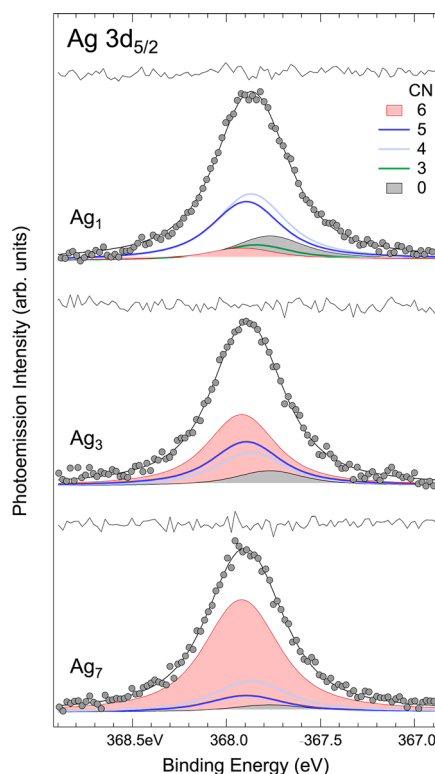 Ag 3d5/2
CN
6
5
4
3
0
Ag1
Ag3
Ag7
Photoemission Intensity (arb. units)
368.5eV 368.0 -367.5 367.0
Binding Energy (eV)